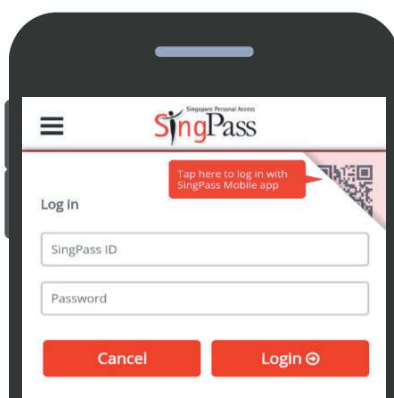 Singapore Personal Access
SingPass
Tap here to log in with
SingPass Mobile app
Log in
SingPass ID
Password
Cancel
Login